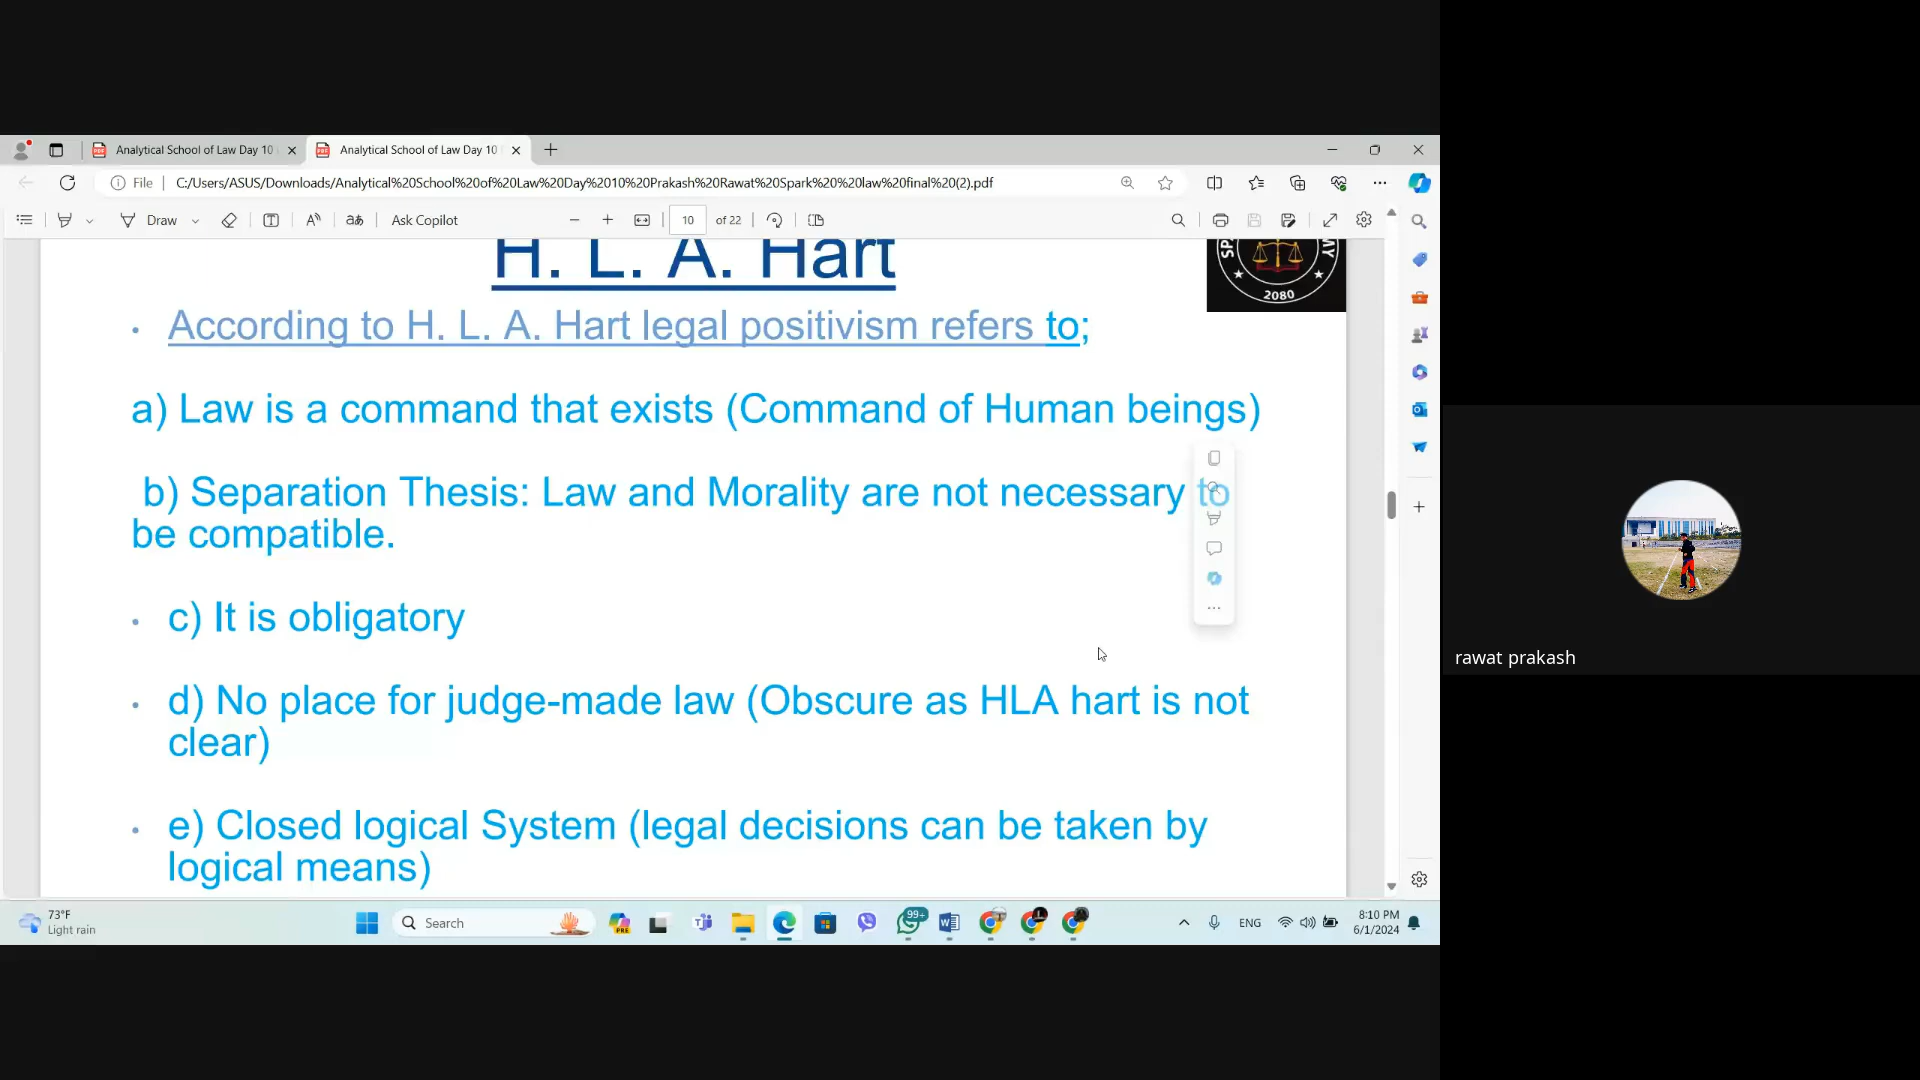 Analytical School of Law Day 10
Analytical School of Law Day 10
File
C:/Users/ASUS/Downloads/Analytical%20School%20of%20Law%20Day%2010%20Prakash%20Rawat%20Spark%20%20law%20final%20(2).pdf
Draw
Ask Copilot
10
of 22
H. L. A. Hart
2080
According to H. L. A. Hart legal positivism refers to;
a) Law is a command that exists (Command of Human beings)
b) Separation Thesis: Law and Morality are not necessary to
be compatible.
c) It is obligatory
d) No place for judge-made law (Obscure as HLA hart is not
clear)
e) Closed logical System (legal decisions can be taken by
logical means)
rawat prakash
73°F
Light rain
Search
PRE
99+
ENG
8:10 PM
6/1/2024